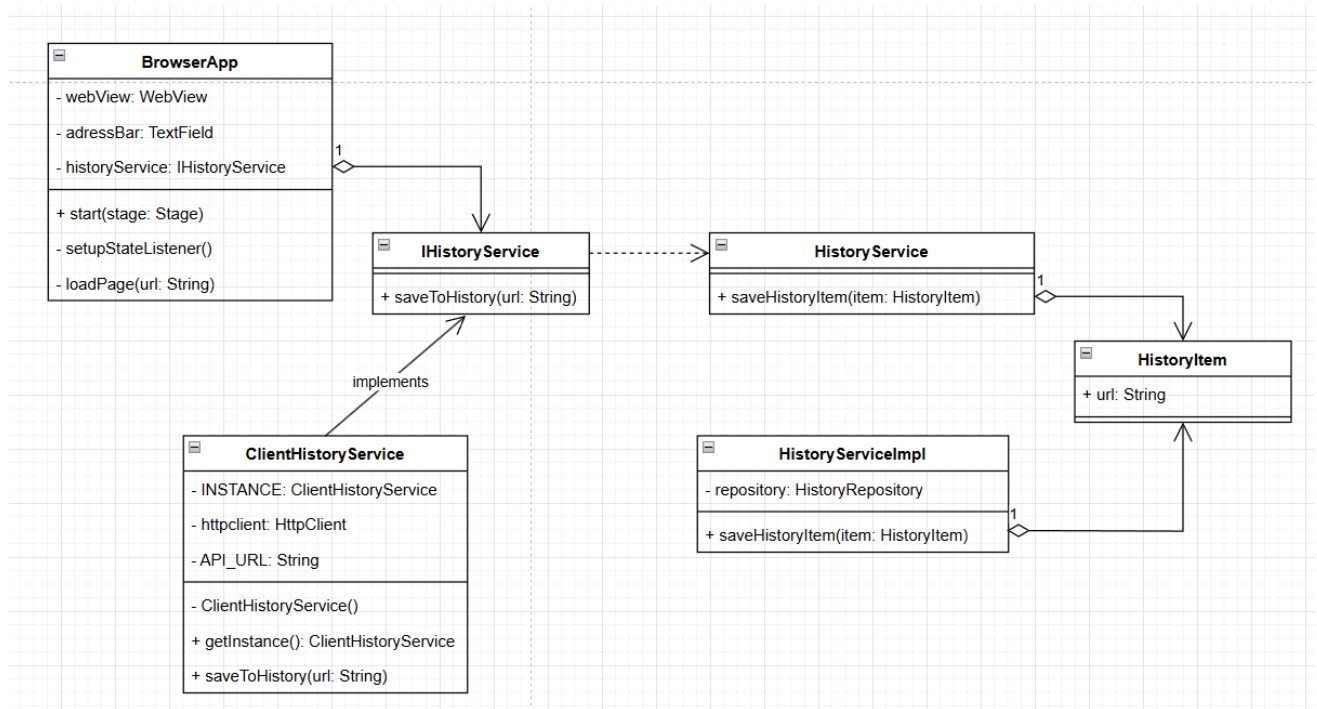 BrowserApp
- webView: WebView
- adressBar: TextField
- historyService: IHistoryService
+ start(stage: Stage)
- setupStateListener()
- loadPage(url: String)
1
IHistoryService
+ saveToHistory(url: String)
HistoryService
+ saveHistoryItem(item: HistoryItem)
1
HistoryItem
+ url: String
implements
ClientHistoryService
- INSTANCE: ClientHistoryService
- httpclient: HttpClient
- API_URL: String
- ClientHistoryService()
+ getInstance(): ClientHistoryService
+ saveToHistory(url: String)
HistoryServiceImpl
- repository: HistoryRepository
+ saveHistoryItem(item: HistoryItem)
1